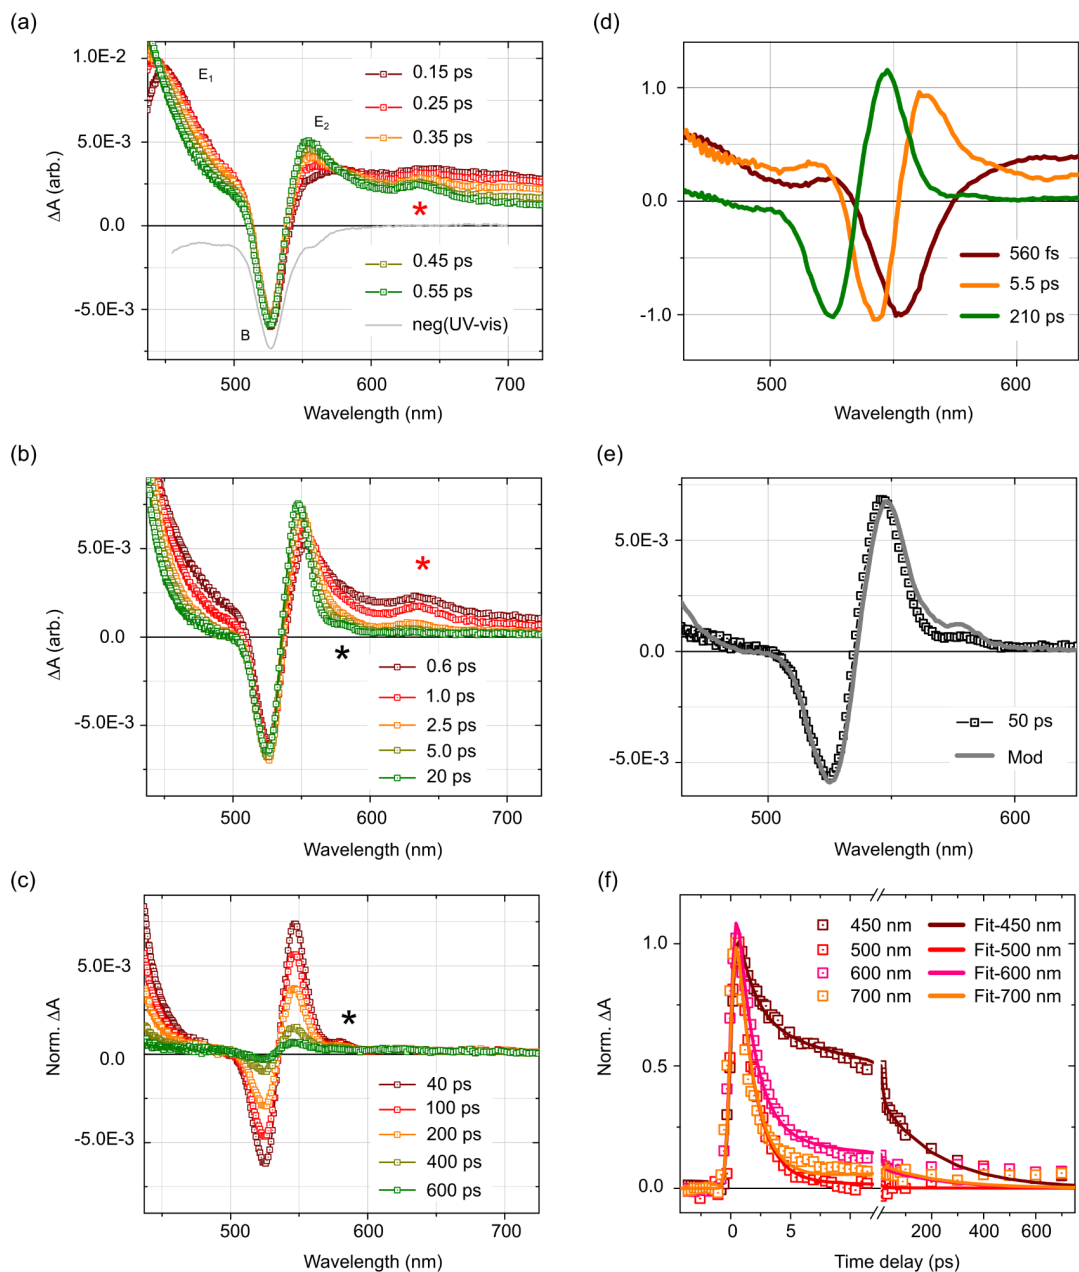 (a)
ΔA (arb.)
1.0E-2
5.0E-3
0.0
-5.0E-3
E1
E2
B
*
0.15 ps
0.25 ps
0.35 ps
0.45 ps
0.55 ps
neg(UV-vis)
500
600
700
Wavelength (nm)
(d)
1.0
0.0
-1.0
560 fs
5.5 ps
210 ps
500
600
Wavelength (nm)
(b)
ΔA (arb.)
5.0E-3
0.0
-5.0E-3
*
*
0.6 ps
1.0 ps
2.5 ps
5.0 ps
20 ps
500
600
700
Wavelength (nm)
(e)
5.0E-3
0.0
-5.0E-3
50 ps
Mod
500
600
Wavelength (nm)
(c)
Norm. ΔA
5.0E-3
0.0
-5.0E-3
*
40 ps
100 ps
200 ps
400 ps
600 ps
500
600
700
Wavelength (nm)
(f)
Norm. ΔA
1.0
0.5
0.0
450 nm Fit-450 nm
500 nm Fit-500 nm
600 nm Fit-600 nm
700 nm Fit-700 nm
0 5 200 400 600
Time delay (ps)